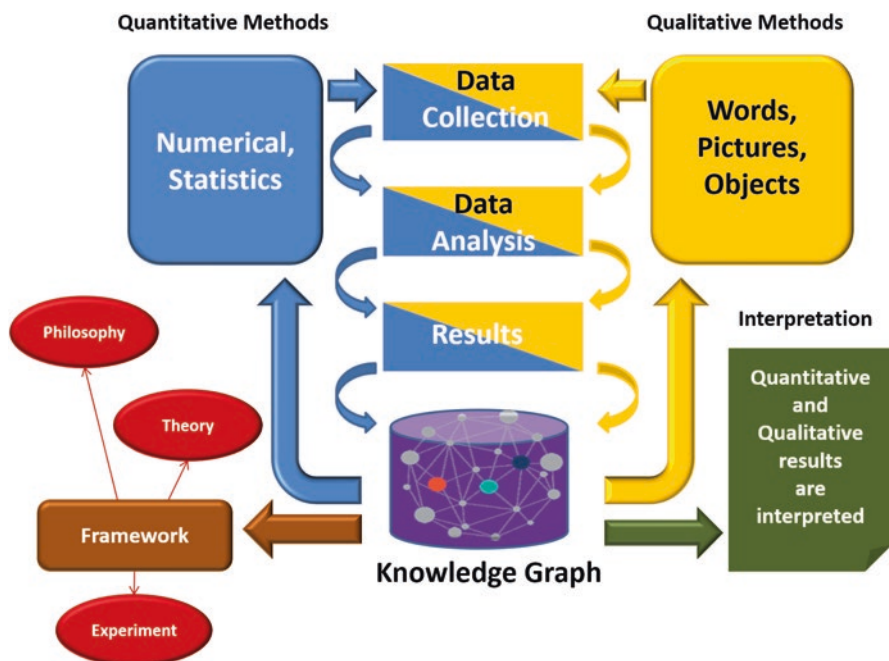 Quantitative Methods
Qualitative Methods
Numerical,
Statistics
Data
Collection
Words,
Pictures,
Objects
Data
Analysis
Results
Philosophy
Theory
Framework
Experiment
Knowledge Graph
Interpretation
Quantitative
and
Qualitative
results
are
interpreted